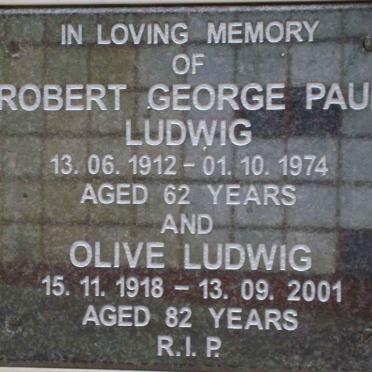 IN LOVING MEMORY
OF
ROBERT GEORGE PAUL
LUDWIG
13. 06. 1912 – 01. 10. 1974
AGED 62 YEARS
AND
OLIVE LUDWIG
15. 11. 1918 – 13. 09. 2001
AGED 82 YEARS
R.I.P.